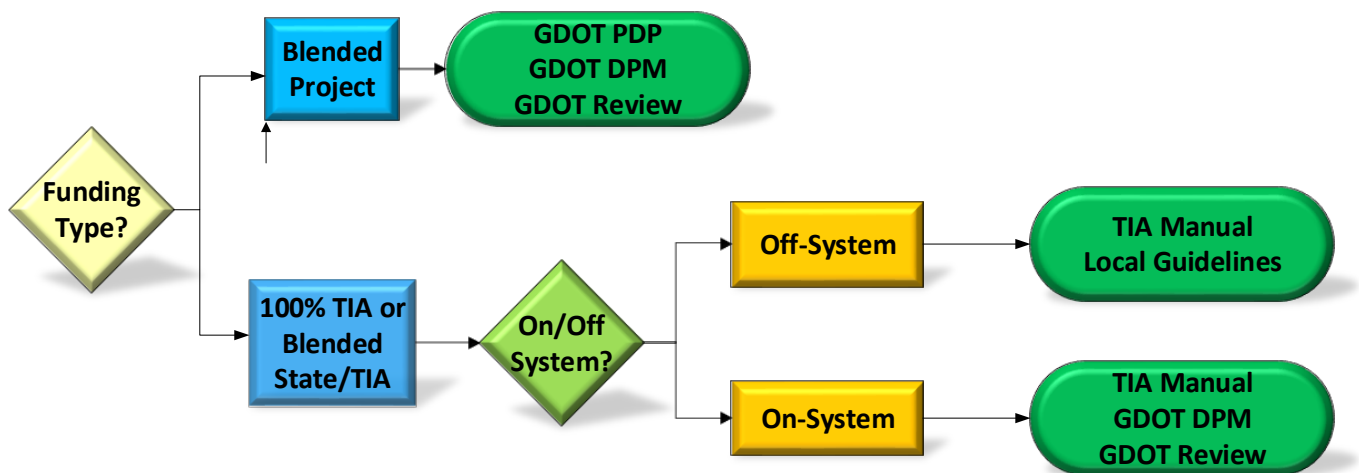 Blended
Project
GDOT PDP
GDOT DPM
GDOT Review
Funding
Type?
100% TIA or
Blended
State/TIA
On/Off
System?
Off-System
TIA Manual
Local Guidelines
On-System
TIA Manual
GDOT DPM
GDOT Review